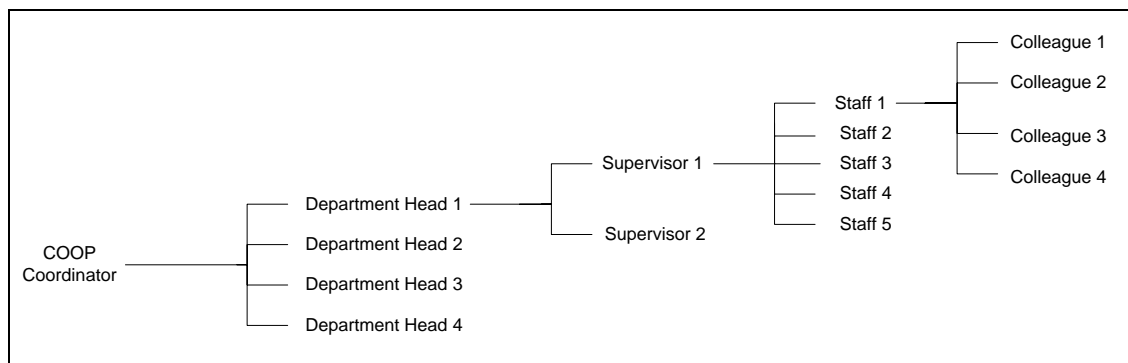 COOP
Coordinator
Department Head 1
Department Head 2
Department Head 3
Department Head 4
Supervisor 1
Supervisor 2
Staff 1
Staff 2
Staff 3
Staff 4
Staff 5
Colleague 1
Colleague 2
Colleague 3
Colleague 4